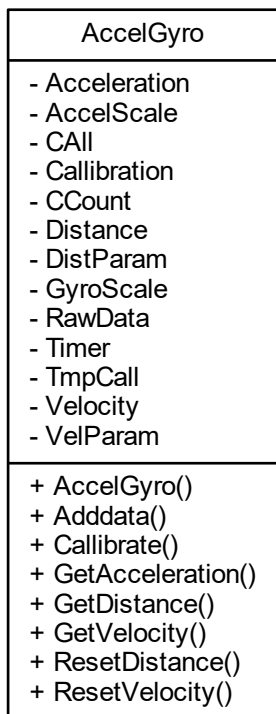 AccelGyro
- Acceleration
- AccelScale
- CAll
- Callibration
- CCount
- Distance
- DistParam
- GyroScale
- RawData
- Timer
- TmpCall
- Velocity
- VelParam
+ AccelGyro()
+ Adddata()
+ Callibrate()
+ GetAcceleration()
+ GetDistance()
+ GetVelocity()
+ ResetDistance()
+ ResetVelocity()